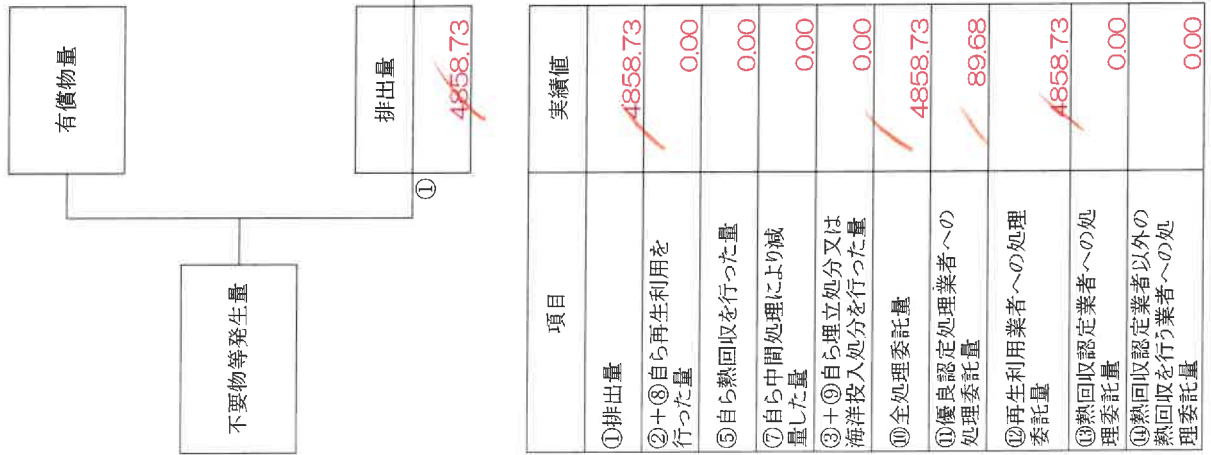 有償物量
不要物等発生量
排出量
①
4858.73
項目
実績値
①排出量
4858.73
②+⑧自ら再生利用を
行った量
0.00
⑤自ら熱回収を行った量
0.00
⑦自ら中間処理により減
量した量
0.00
③+⑨自ら埋立処分又は
海洋投入処分を行った量
0.00
⑩全処理委託量
4858.73
⑪優良認定処理業者への
処理委託量
89.68
⑫再生利用業者への処理
委託量
4858.73
⑬熱回収認定業者への処
理委託量
0.00
⑭熱回収認定業者以外の
熱回収を行う業者への処
理委託量
0.00